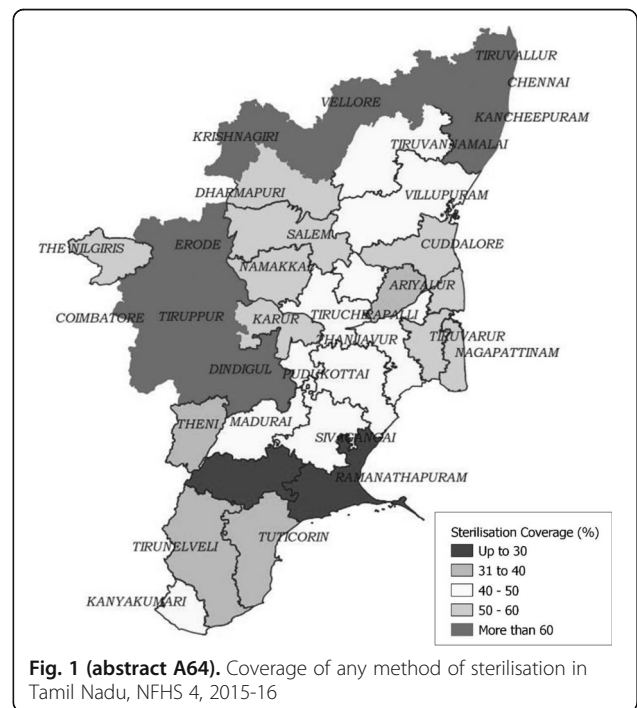 TIRUVALLUR
CHENNAI
VELLORE
KANCHEEPURAM
KRISHNAGIRI
TIRUVANNAMALAI
DHARMAPURI
VILLUPURAM
SALEM
THE NILGIRIS
ERODE
CUDDALORE
NAMAKKAL
ARIYALUR
COIMBATORE
TIRUPPUR
KARUR
TIRUCHIRAPALLI
THANJAVUR
TIRUVARUR
NAGAPATTINAM
DINDIGUL
PUDUKOTTAI
THENI
MADURAI
SIVAGANGAI
RAMANATHAPURAM
TUTICORIN
TIRUNELVELI
KANYAKUMARI
Sterilisation Coverage (%)
Up to 30
31 to 40
40 - 50
50 - 60
More than 60
Fig. 1 (abstract A64). Coverage of any method of sterilisation in
Tamil Nadu, NFHS 4, 2015-16